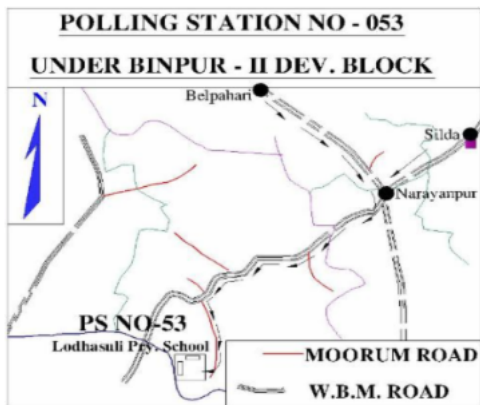 POLLING STATION NO - 053
UNDER BINPUR - II DEV. BLOCK
N
Belpahari
Silda
Narayanpur
PS NO-53
Lodhasuli Pry. School
MOORUM ROAD
W.B.M. ROAD